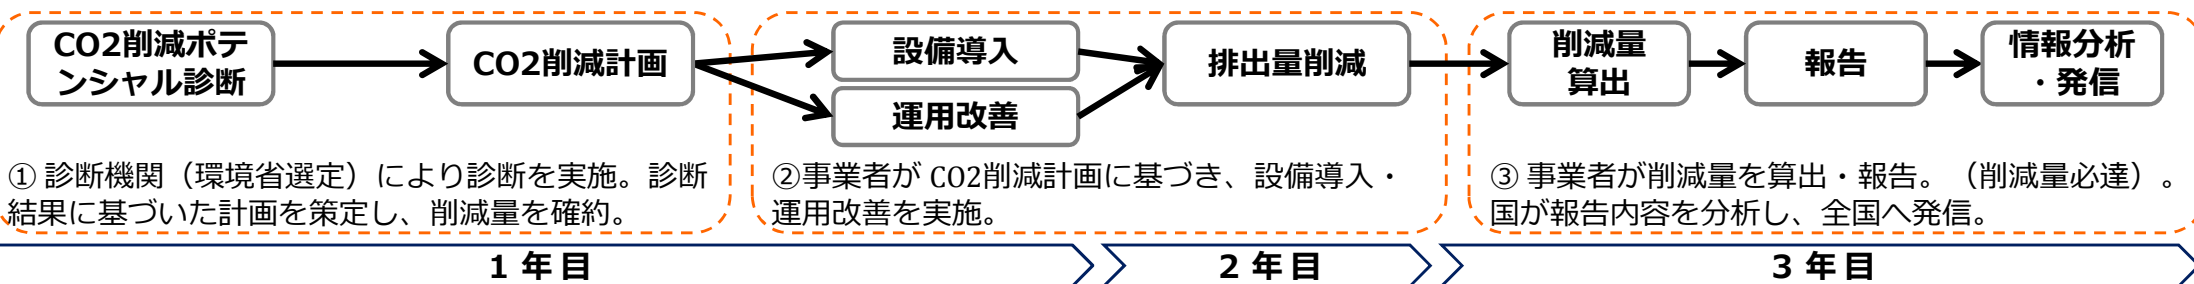 CO2削減ポテ
ンシャル診断
CO2削減計画
設備導入
運用改善
排出量削減
削減量
算出
報告
情報分析
・発信
① 診断機関（環境省選定）により診断を実施。診断
結果に基づいた計画を策定し、削減量を確約。
②事業者が CO2削減計画に基づき、設備導入・
運用改善を実施。
③ 事業者が削減量を算出・報告。（削減量必達）。
国が報告内容を分析し、全国へ発信。
1 年目
2 年目
3 年目